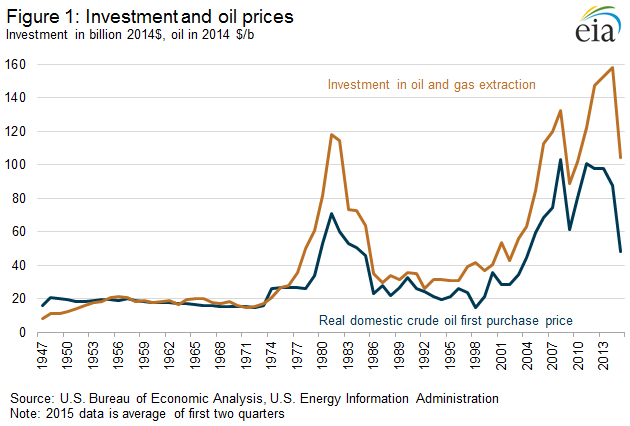 Figure 1: Investment and oil prices
Investment in billion 2014$, oil in 2014 $/b
eia
160
140
120
100
80
60
40
20
0
Investment in oil and gas extraction
Real domestic crude oil first purchase price
1947 1950 1953 1956 1959 1962 1965 1968 1971 1974 1977 1980 1983 1986 1989 1992 1995 1998 2001 2004 2007 2010 2013
Source: U.S. Bureau of Economic Analysis, U.S. Energy Information Administration
Note: 2015 data is average of first two quarters